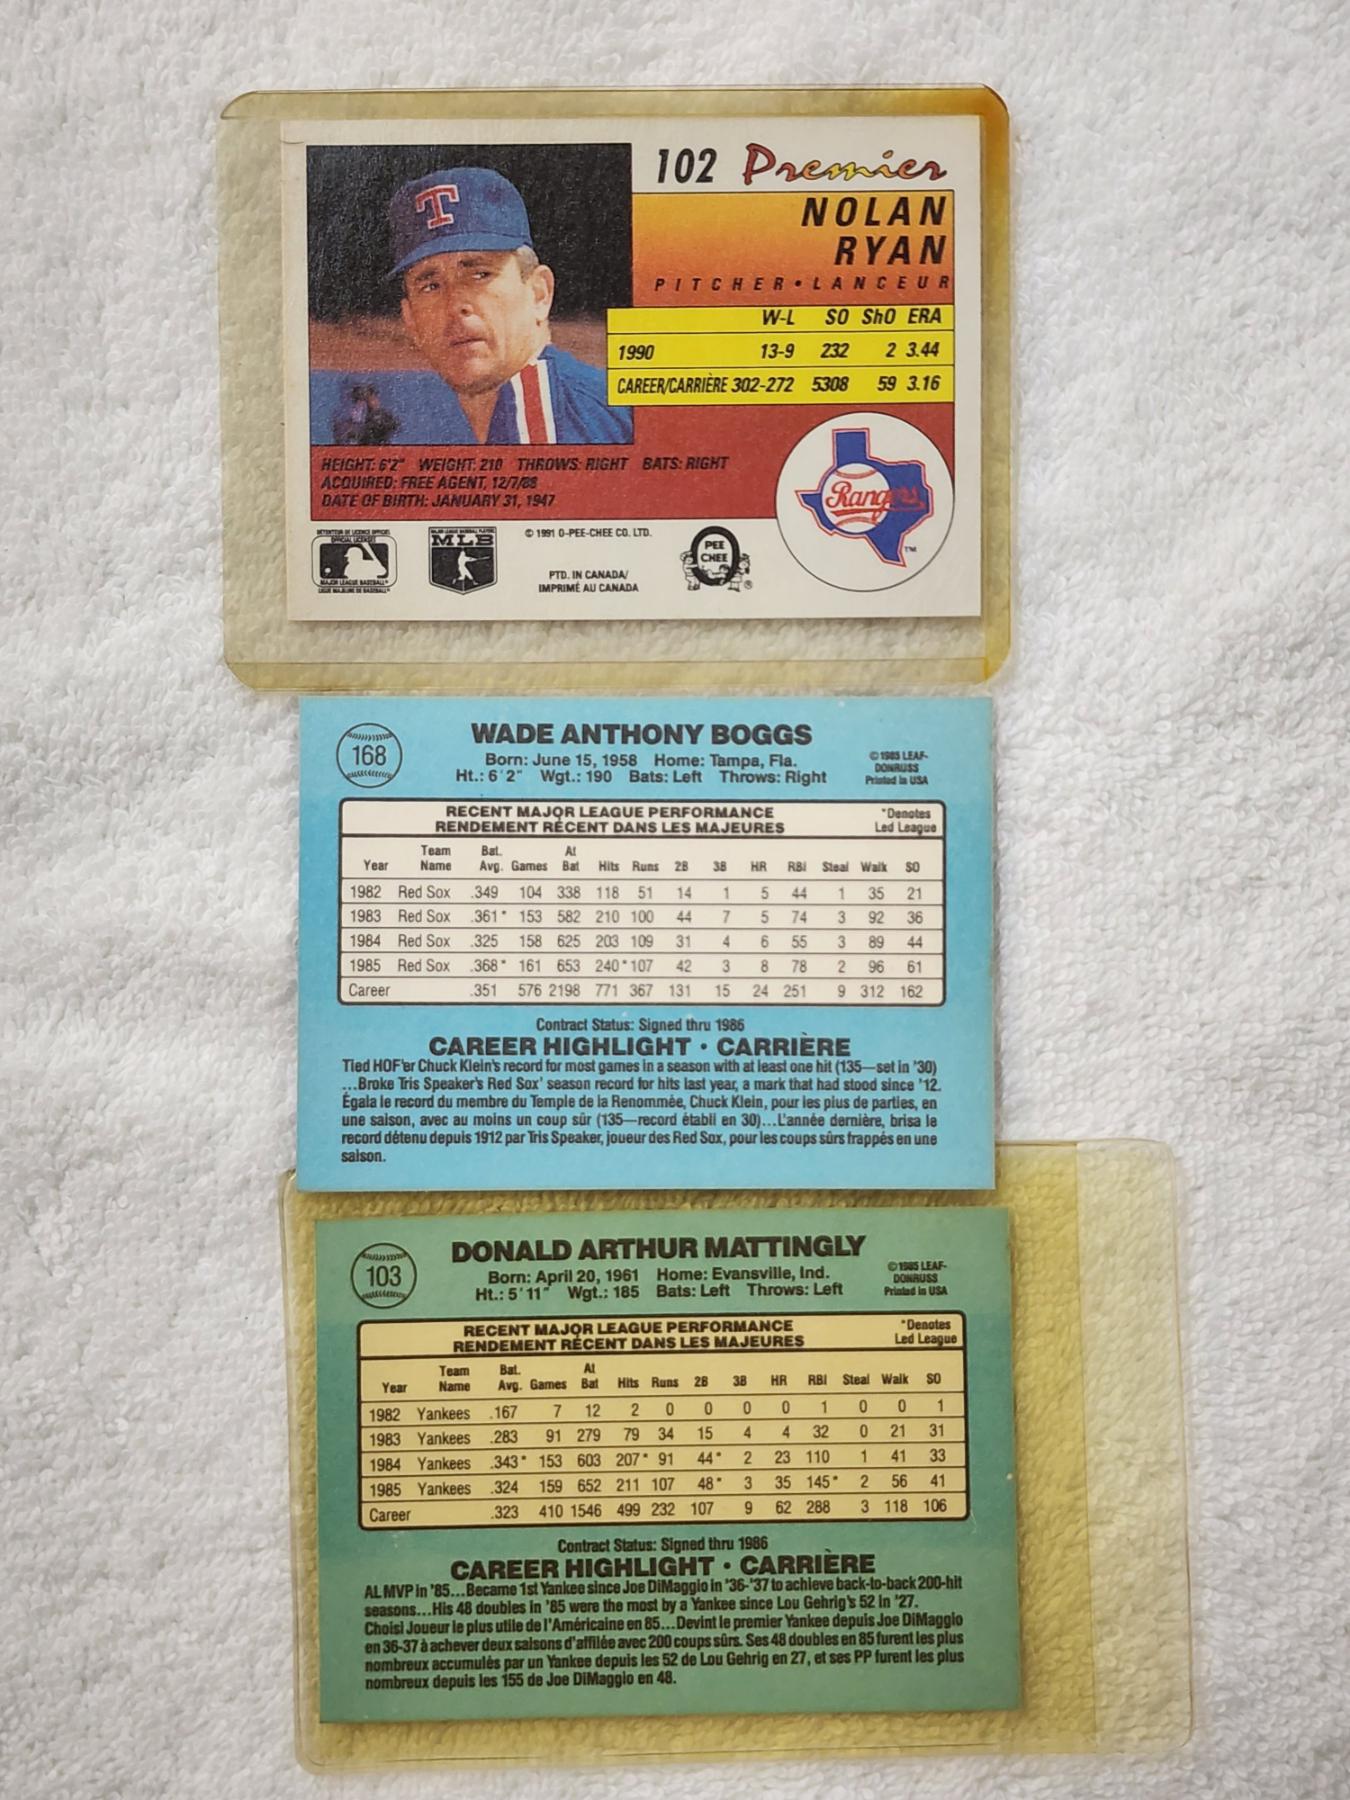 102 Premier
NOLAN
RYAN
PITCHER•LANCEUR
W-L SO ShO ERA
1990 13-9 232 2 3.44
CAREER/CARRIÈRE 302-272 5308 59 3.16
HEIGHT: 6'2" WEIGHT: 210 THROWS: RIGHT BATS: RIGHT
ACQUIRED: FREE AGENT, 12/7/88
DATE OF BIRTH: JANUARY 31, 1947
T
Rangers
TM
DÉTENTEUR DE LICENCE OFFICIEL
OFFICIAL LICENSEE
MAJOR LEAGUE BASEBALL
LIGUE MAJEURE DE BASEBALL
MAJOR LEAGUE BASEBALL PLAYERS
MLB
© 1991 O-PEE-CHEE CO. LTD.
PTD. IN CANADA/
IMPRIMÉ AU CANADA
PEE
CHEE
®
168
WADE ANTHONY BOGGS
Born: June 15, 1958 Home: Tampa, Fla.
Ht.: 6'2" Wgt.: 190 Bats: Left Throws: Right
©1985 LEAF-
DONRUSS
Printed in USA
RECENT MAJOR LEAGUE PERFORMANCE
RENDEMENT RÉCENT DANS LES MAJEURES
*Denotes
Led League
Year Team Name Bat. Avg. Games At Bat Hits Runs 2B 3B HR RBI Steal Walk SO
1982 Red Sox .349 104 338 118 51 14 1 5 44 1 35 21
1983 Red Sox .361* 153 582 210 100 44 7 5 74 3 92 36
1984 Red Sox .325 158 625 203 109 31 4 6 55 3 89 44
1985 Red Sox .368* 161 653 240* 107 42 3 8 78 2 96 61
Career .351 576 2198 771 367 131 15 24 251 9 312 162
Contract Status: Signed thru 1986
CAREER HIGHLIGHT • CARRIÈRE
Tied HOF'er Chuck Klein's record for most games in a season with at least one hit (135—set in '30)
...Broke Tris Speaker's Red Sox' season record for hits last year, a mark that had stood since '12.
Égala le record du membre du Temple de la Renommée, Chuck Klein, pour les plus de parties, en
une saison, avec au moins un coup sûr (135—record établi en 30)...L'année dernière, brisa le
record détenu depuis 1912 par Tris Speaker, joueur des Red Sox, pour les coups sûrs frappés en une
saison.
103
DONALD ARTHUR MATTINGLY
Born: April 20, 1961 Home: Evansville, Ind.
Ht.: 5'11" Wgt.: 185 Bats: Left Throws: Left
©1985 LEAF-
DONRUSS
Printed in USA
RECENT MAJOR LEAGUE PERFORMANCE
RENDEMENT RÉCENT DANS LES MAJEURES
*Denotes
Led League
Year Team Name Bat. Avg. Games At Bat Hits Runs 2B 3B HR RBI Steal Walk SO
1982 Yankees .167 7 12 2 0 0 0 0 1 0 0 1
1983 Yankees .283 91 279 79 34 15 4 4 32 0 21 31
1984 Yankees .343* 153 603 207* 91 44* 2 23 110 1 41 33
1985 Yankees .324 159 652 211 107 48* 3 35 145* 2 56 41
Career .323 410 1546 499 232 107 9 62 288 3 118 106
Contract Status: Signed thru 1986
CAREER HIGHLIGHT • CARRIÈRE
AL MVP in '85...Became 1st Yankee since Joe DiMaggio in '36-'37 to achieve back-to-back 200-hit
seasons...His 48 doubles in '85 were the most by a Yankee since Lou Gehrig's 52 in '27.
Choisi Joueur le plus utile de l'Américaine en 85...Devint le premier Yankee depuis Joe DiMaggio
en 36-37 à achever deux saisons d'affilée avec 200 coups sûrs. Ses 48 doubles en 85 furent les plus
nombreux accumulés par un Yankee depuis les 52 de Lou Gehrig en 27, et ses PP furent les plus
nombreux depuis les 155 de Joe DiMaggio en 48.